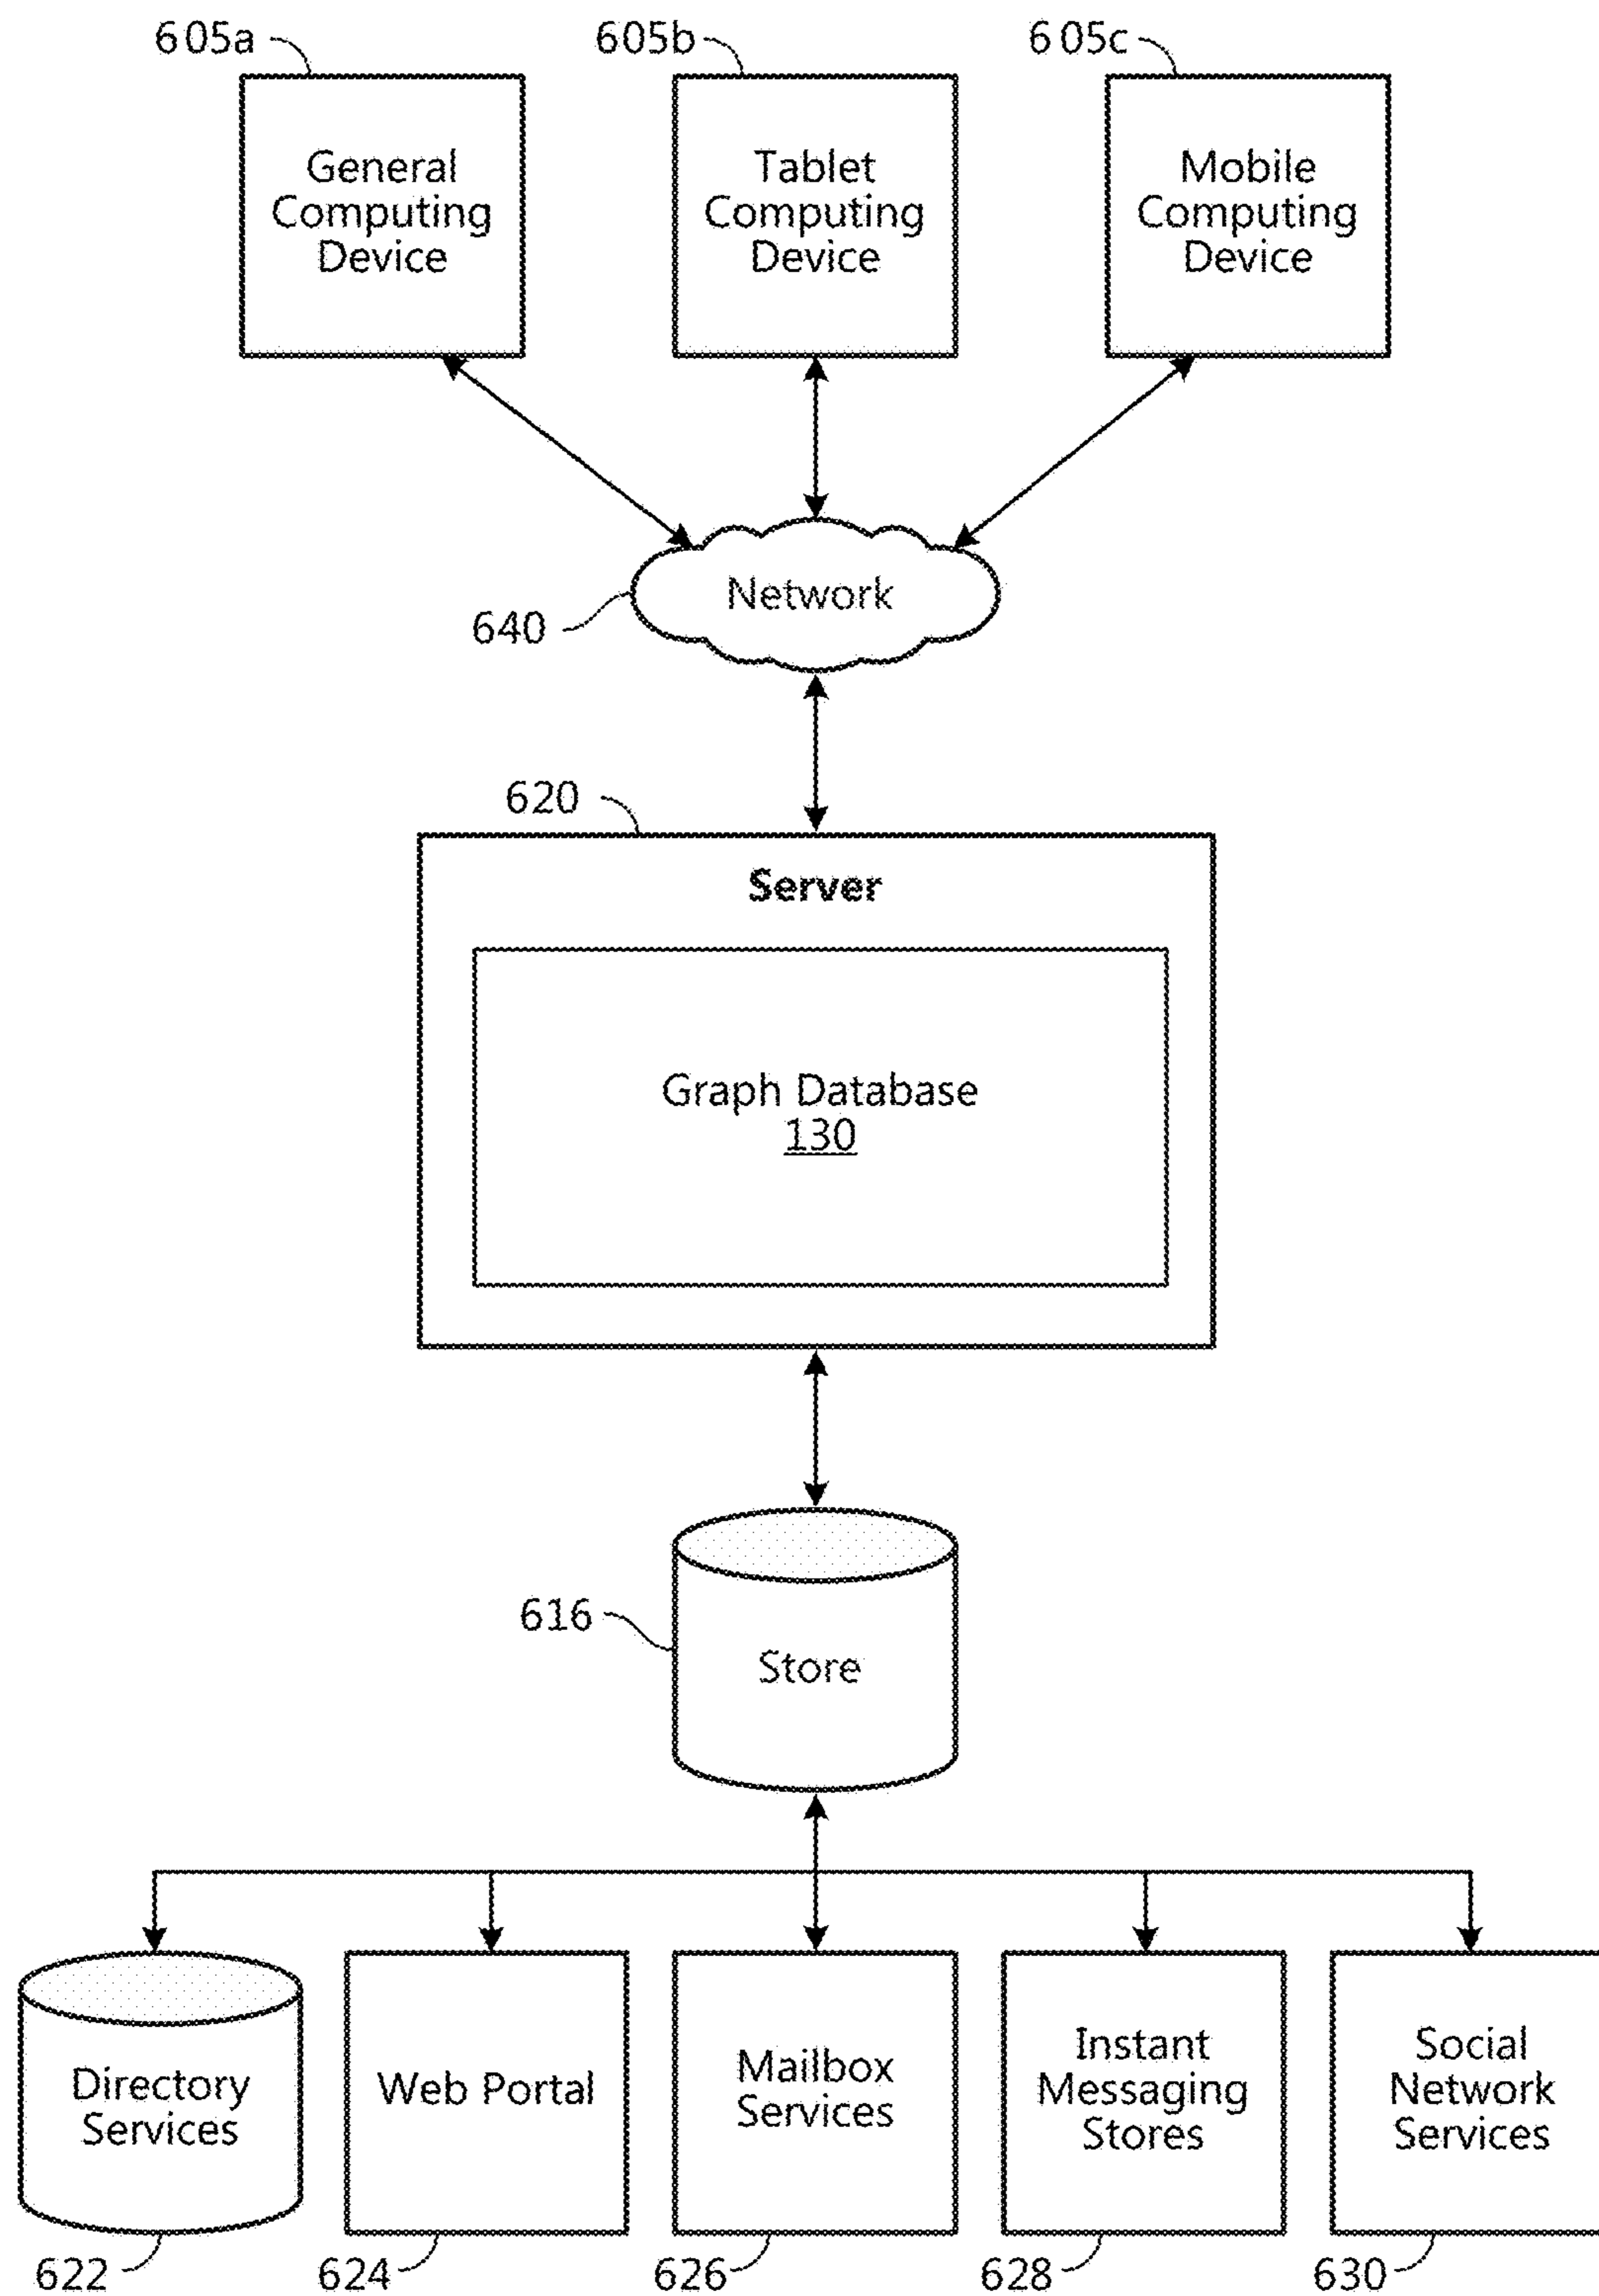 605a 605b 605c
General
Computing
Device
Tablet
Computing
Device
Mobile
Computing
Device
Network
640
620
Server
Graph Database
130
616
Store
Directory
Services
Web Portal
Mailbox
Services
Instant
Messaging
Stores
Social
Network
Services
622 624 626 628 630